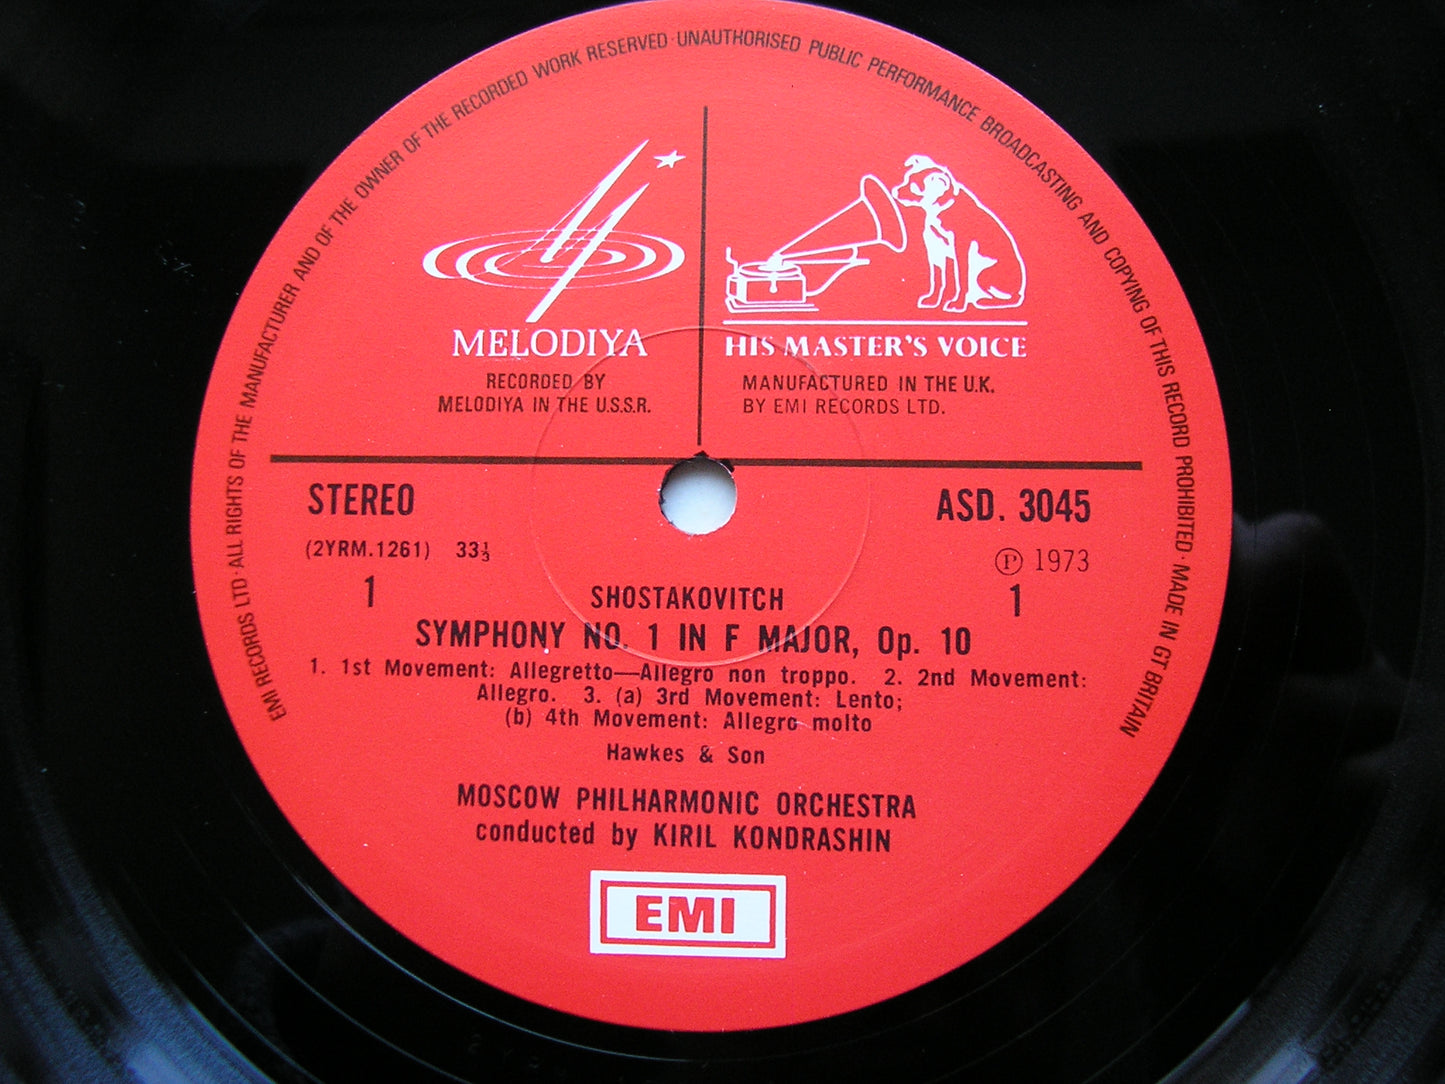 EMI RECORDS LTD · ALL RIGHTS OF THE MANUFACTURER AND OF THE OWNER OF THE RECORDED WORK RESERVED · UNAUTHORISED PUBLIC PERFORMANCE BROADCASTING AND COPYING OF THIS RECORD PROHIBITED · MADE IN GT BRITAIN
MELODIYA
RECORDED BY
MELODIYA IN THE U.S.S.R.
HIS MASTER'S VOICE
MANUFACTURED IN THE U.K.
BY EMI RECORDS LTD.
STEREO
ASD. 3045
(2YRM.1261) 33⅓
℗ 1973
1
1
SHOSTAKOVITCH
SYMPHONY NO. 1 IN F MAJOR, Op. 10
1. 1st Movement: Allegretto—Allegro non troppo. 2. 2nd Movement:
Allegro. 3. (a) 3rd Movement: Lento;
(b) 4th Movement: Allegro molto
Hawkes & Son
MOSCOW PHILHARMONIC ORCHESTRA
conducted by KIRIL KONDRASHIN
EMI